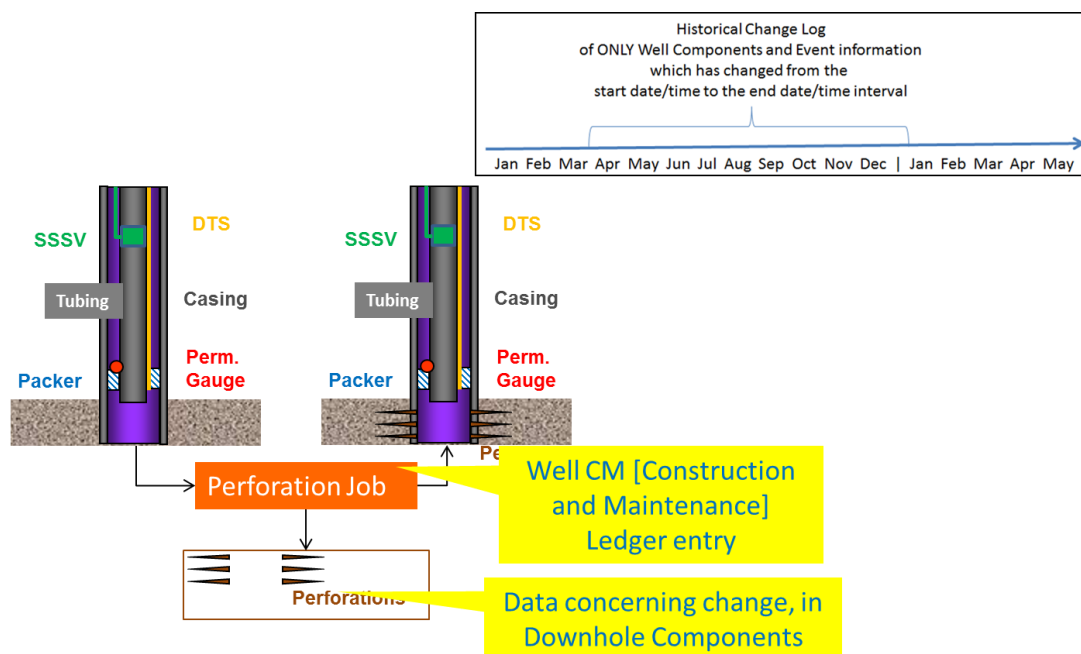 Historical Change Log
of ONLY Well Components and Event information
which has changed from the
start date/time to the end date/time interval
Jan Feb Mar Apr May Jun Jul Aug Sep Oct Nov Dec | Jan Feb Mar Apr May
SSSV
DTS
Tubing
Casing
Packer
Perm.
Gauge
SSSV
DTS
Tubing
Casing
Packer
Perm.
Gauge
Perforation Job
Well CM [Construction
and Maintenance]
Ledger entry
Perforations
Data concerning change, in
Downhole Components